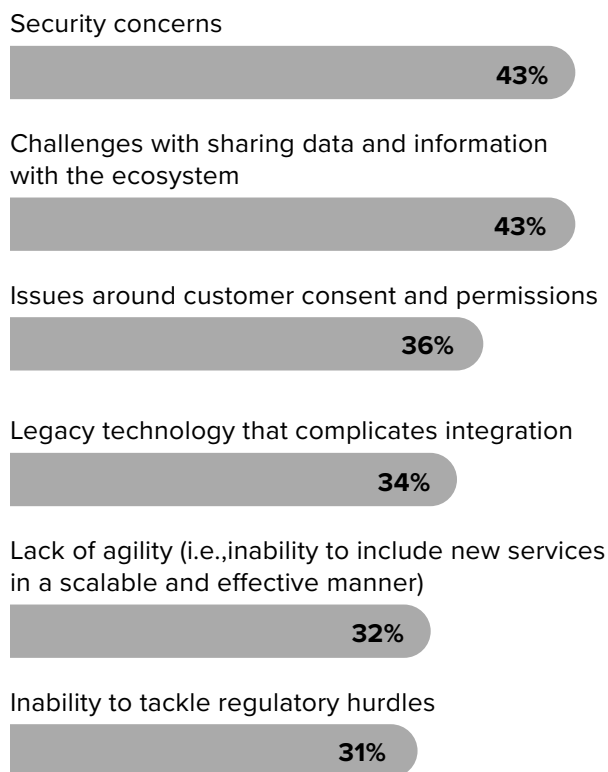 Security concerns
43%
Challenges with sharing data and information
with the ecosystem
43%
Issues around customer consent and permissions
36%
Legacy technology that complicates integration
34%
Lack of agility (i.e.,inability to include new services
in a scalable and effective manner)
32%
Inability to tackle regulatory hurdles
31%